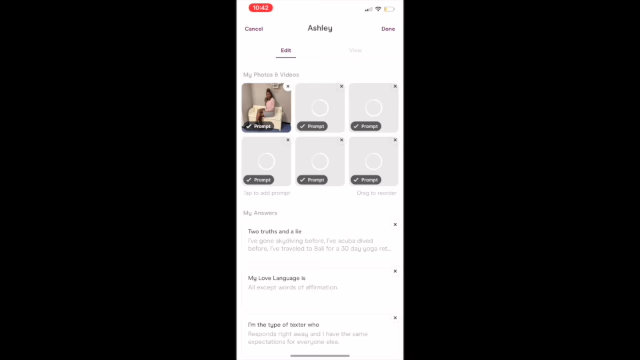 10:42
Cancel Ashley Done
Edit View
My Photos & Videos
Prompt Prompt Prompt
Prompt Prompt Prompt
Tap to add prompt Drag to reorder
My Answers
Two truths and a lie
I've gone skydiving before, I've scuba dived
before, I've traveled to Bali for a 30 day yoga ret...
My Love Language is
All except words of affirmation.
I'm the type of texter who
Responds right away and I have the same
expectations for everyone else.